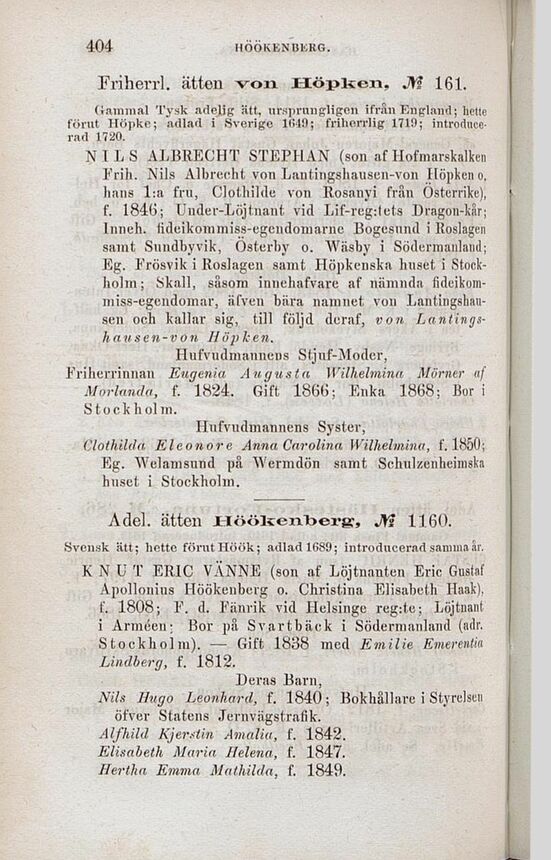 404
HÖÖKENBERG.
Friherrl. ätten von Höpken, № 161.
Gammal Tysk adelig ätt, ursprungligen ifrån England; hette
förut Höpke; adlad i Sverige 1649; friherrlig 1719; introduce-
rad 1720.
NILS ALBRECHT STEPHAN (son af Hofmarskalken
Frih. Nils Albrecht von Lantingshausen-von Höpken o,
hans 1:a fru, Clothilde von Rosanyi från Österrike),
f. 1846; Under-Löjtnant vid Lif-reg:tets Dragon-kår;
Inneh. fideikommiss-egendomarne Bogesund i Roslagen
samt Sundbyvik, Österby o. Wäsby i Södermanland;
Eg. Frösvik i Roslagen samt Höpkenska huset i Stock-
holm; Skall, såsom innehafvare af nämnda fideikom-
miss-egendomar, äfven bära namnet von Lantingshau-
sen och kallar sig, till följd deraf, von Lantings-
hausen-von Höpken.
Hufvudmannens Stjuf-Moder,
Friherrinnan Eugenia Augusta Wilhelmina Mörner af
Morlanda, f. 1824. Gift 1866; Enka 1868; Bor i
Stockholm.
Hufvudmannens Syster,
Clothilda Eleonore Anna Carolina Wilhelmina, f. 1850;
Eg. Welamsund på Wermdön samt Schulzenheimska
huset i Stockholm.
Adel. ätten Höökenberg, № 1160.
Svensk ätt; hette förut Höök; adlad 1689; introducerad samma år.
KNUT ERIC VÄNNE (son af Löjtnanten Eric Gustaf
Apollonius Höökenberg o. Christina Elisabeth Haak),
f. 1808; F. d. Fänrik vid Helsinge reg:te; Löjtnant
i Arméen; Bor på Svartbäck i Södermanland (adr.
Stockholm). — Gift 1838 med Emilie Emerentia
Lindberg, f. 1812.
Deras Barn,
Nils Hugo Leonhard, f. 1840; Bokhållare i Styrelsen
öfver Statens Jernvägstrafik.
Alfhild Kjerstin Amalia, f. 1842.
Elisabeth Maria Helena, f. 1847.
Hertha Emma Mathilda, f. 1849.